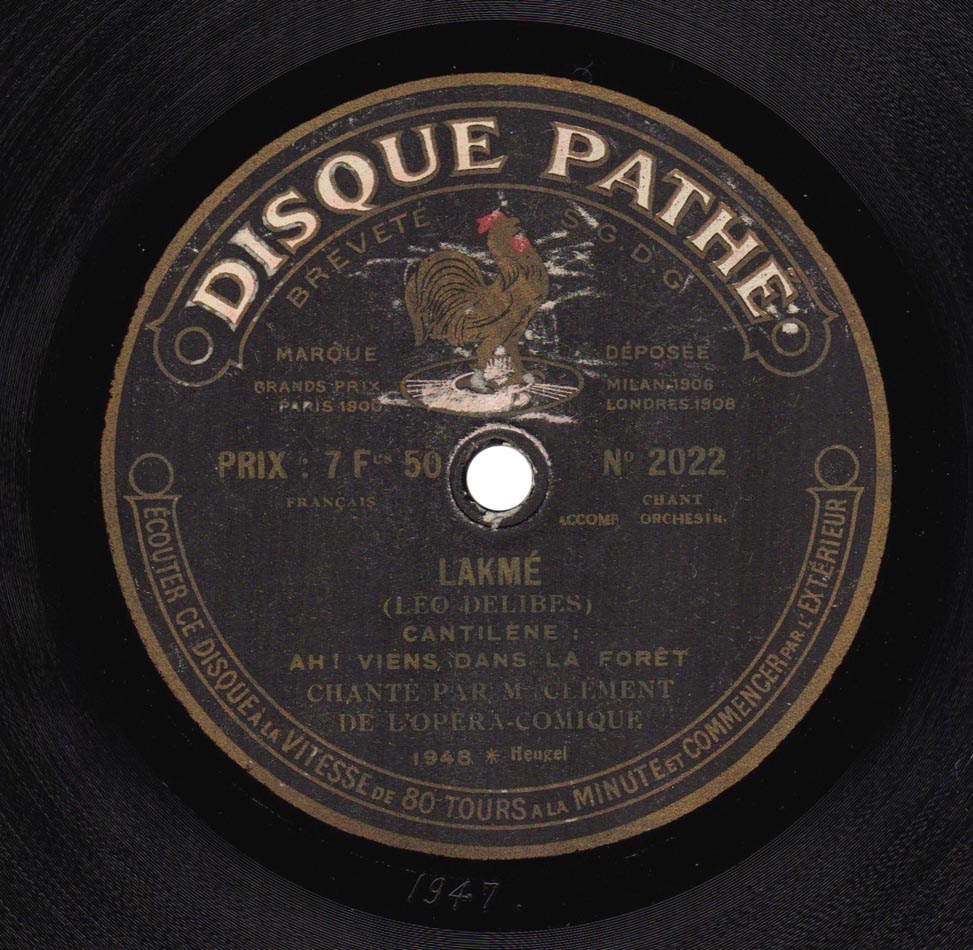 DISQUE PATHÉ
BREVETÉ S.G.D.G
MARQUE DÉPOSÉE
GRANDS PRIX
PARIS 1900
MILAN 1906
LONDRES 1908
PRIX : 7 Fcs 50
Nº 2022
FRANÇAIS
CHANT
ACCOMP ORCHESTR.
LAKMÉ
(LÉO DELIBES)
CANTILÈNE :
AH! VIENS DANS LA FORÊT
CHANTÉ PAR M CLÉMENT
DE L'OPÉRA-COMIQUE
1948 * Heugel
ÉCOUTER CE DISQUE A LA VITESSE DE 80 TOURS A LA MINUTE ET COMMENCER PAR L'EXTÉRIEUR
1947.